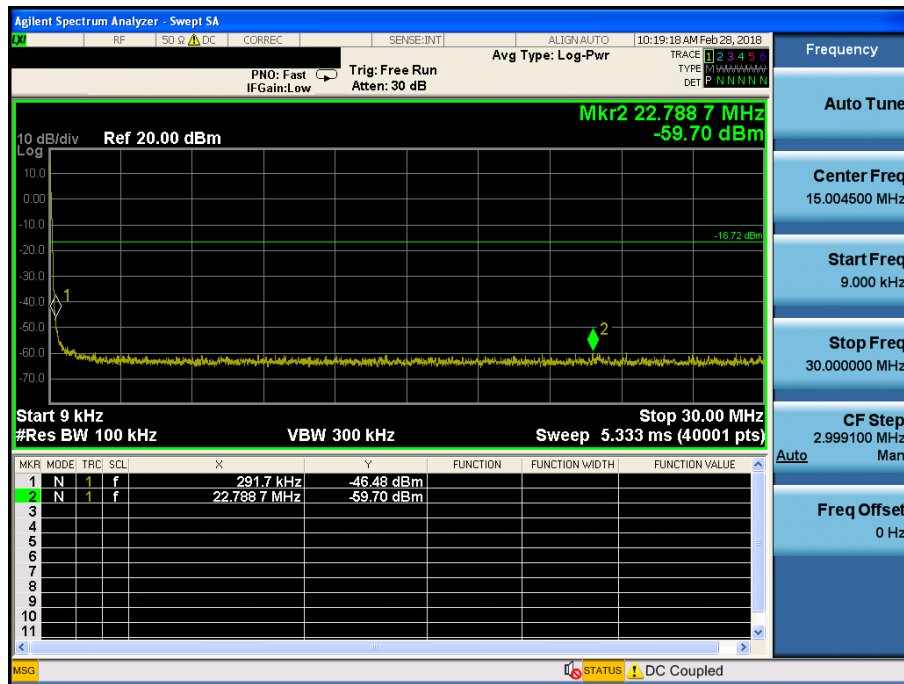 Agilent Spectrum Analyzer - Swept SA
LXI RF 50 Ω DC CORREC SENSE:INT ALIGN AUTO 10:19:18 AM Feb 28, 2018
PNO: Fast Trig: Free Run Avg Type: Log-Pwr TRACE 1 2 3 4 5 6
IFGain:Low Atten: 30 dB TYPE M WWWWW
DET P N N N N N
Mkr2 22.788 7 MHz
-59.70 dBm
10 dB/div Ref 20.00 dBm
Log
10.0
0.00
-10.0
-16.72 dBm
-20.0
-30.0
1
-40.0
-50.0
2
-60.0
-70.0
Start 9 kHz Stop 30.00 MHz
#Res BW 100 kHz VBW 300 kHz Sweep 5.333 ms (40001 pts)
MKR MODE TRC SCL X Y FUNCTION FUNCTION WIDTH FUNCTION VALUE
1 N 1 f 291.7 kHz -46.48 dBm
2 N 1 f 22.788 7 MHz -59.70 dBm
3
4
5
6
7
8
9
10
11
MSG STATUS DC Coupled
Frequency
Auto Tune
Center Freq
15.004500 MHz
Start Freq
9.000 kHz
Stop Freq
30.000000 MHz
CF Step
2.999100 MHz
Auto Man
Freq Offset
0 Hz